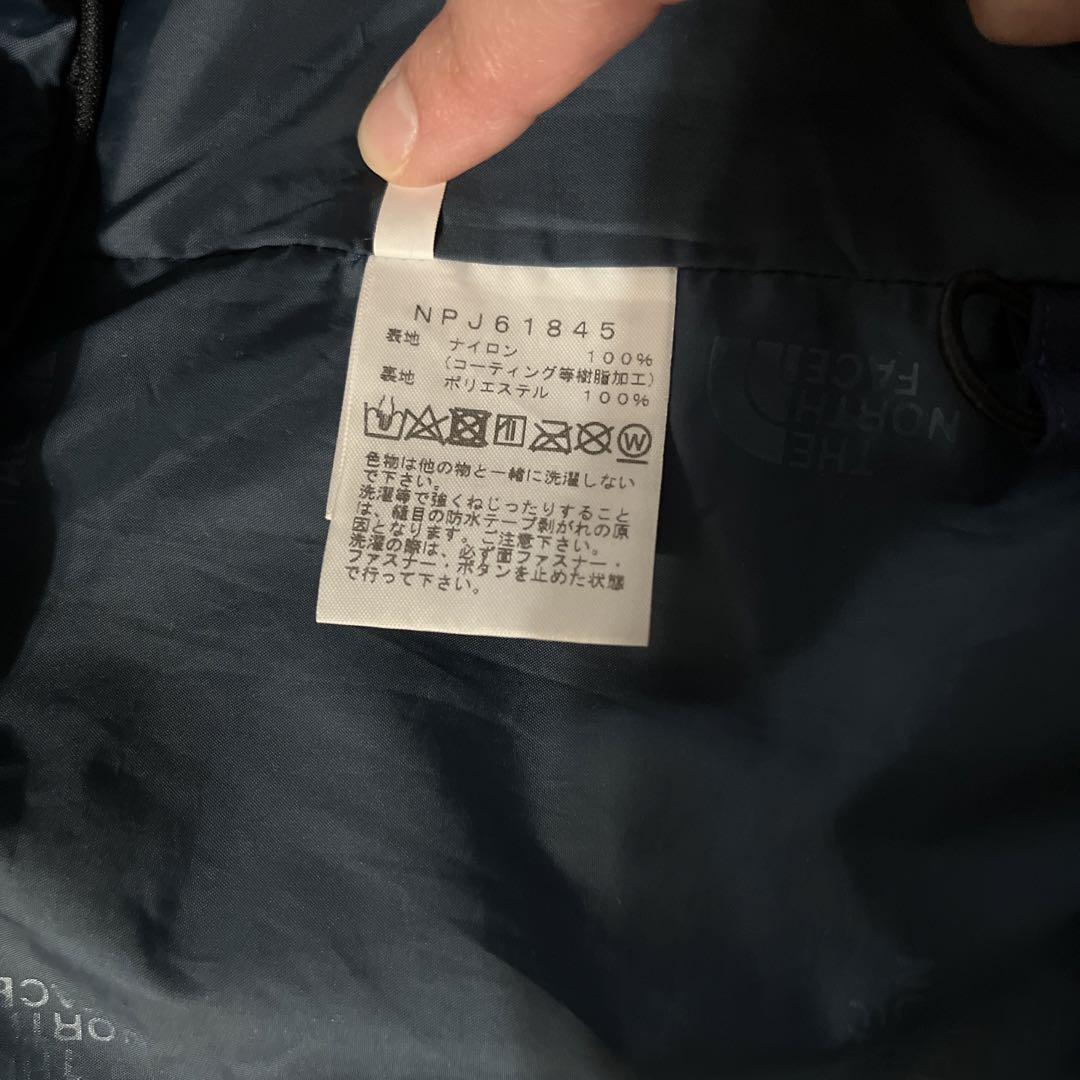 NPJ61845
表地 ナイロン 100%
(コーティング等樹脂加工)
裏地 ポリエステル 100%
W
色物は他の物と一緒に洗濯しない
で下さい。
洗濯等で強くねじったりすること
は、縫目の防水テープ剥がれの原
因となります。ご注意下さい。
洗濯の際は、必ず面ファスナー・
ファスナー・ボタンを止めた状態
で行って下さい。
THE
NORTH
FACE
NORTH